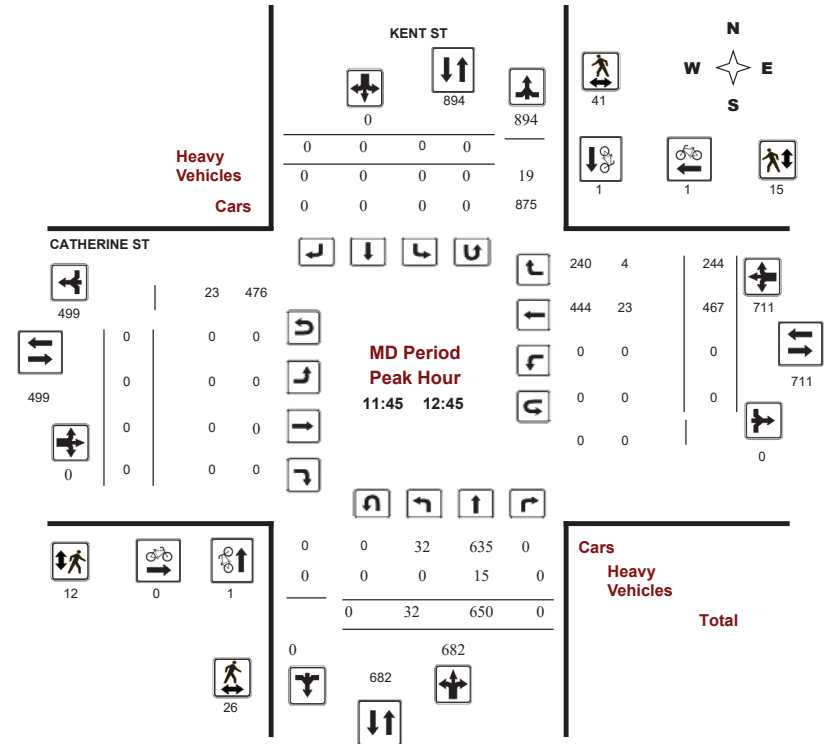 KENT ST
N
W E
S
894
41
0 894
0 0 0 0
Heavy
Vehicles
0 0 0 0 19
Cars
0 0 0 0 875
1 1 15
CATHERINE ST
240 4 244
23 476
499
444 23 467 711
0 0 0
MD Period
Peak Hour
11:45 12:45
0 0 0
711
499
0 0 0
0 0 0
0 0 0
0 0
0
0 0 0
0
0 0 32 635 0
Cars
0 0 0 15 0
Heavy
Vehicles
12 0 1
0 32 650 0
Total
0 682
682
26